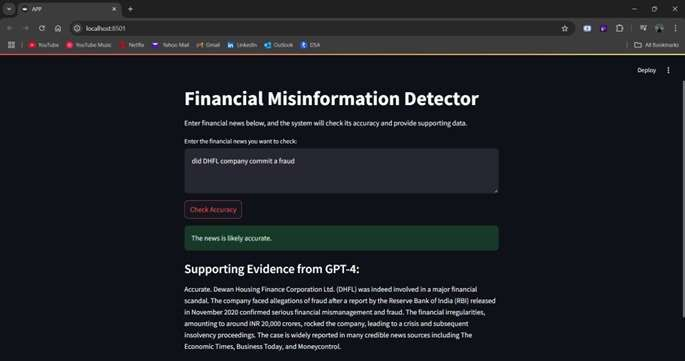 APP
localhost:8501
YouTube YouTube Music Netflix Yahoo Mail Gmail LinkedIn Outlook DSA All Bookmarks
Deploy
Financial Misinformation Detector
Enter financial news below, and the system will check its accuracy and provide supporting data.
Enter the financial news you want to check:
did DHFL company commit a fraud
Check Accuracy
The news is likely accurate.
Supporting Evidence from GPT-4:
Accurate. Dewan Housing Finance Corporation Ltd. (DHFL) was indeed involved in a major financial
scandal. The company faced allegations of fraud after a report by the Reserve Bank of India (RBI) released
in November 2020 confirmed serious financial mismanagement and fraud. The financial irregularities,
amounting to around INR 20,000 crores, rocked the company, leading to a crisis and subsequent
insolvency proceedings. The case is widely reported in many credible news sources including The
Economic Times, Business Today, and Moneycontrol.